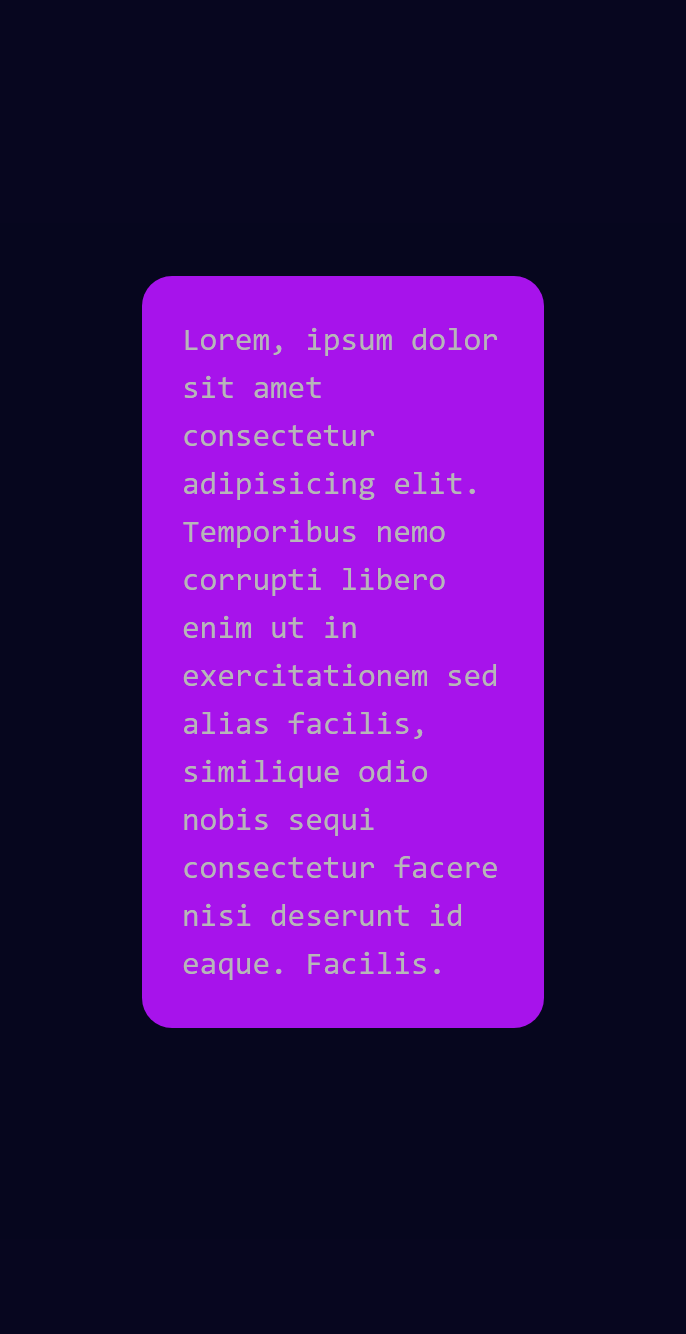 Lorem, ipsum dolor
sit amet
consectetur
adipisicing elit.
Temporibus nemo
corrupti libero
enim ut in
exercitationem sed
alias facilis,
similique odio
nobis sequi
consectetur facere
nisi deserunt id
eaque. Facilis.